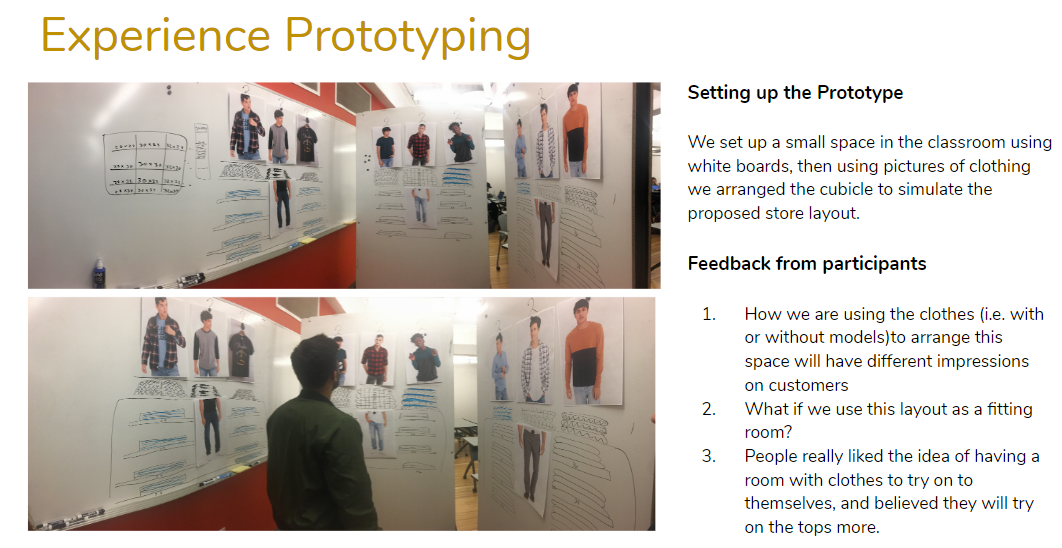 Experience Prototyping
Setting up the Prototype
We set up a small space in the classroom using
white boards, then using pictures of clothing
we arranged the cubicle to simulate the
proposed store layout.
Feedback from participants
1. How we are using the clothes (i.e. with
or without models)to arrange this
space will have different impressions
on customers
2. What if we use this layout as a fitting
room?
3. People really liked the idea of having a
room with clothes to try on to
themselves, and believed they will try
on the tops more.